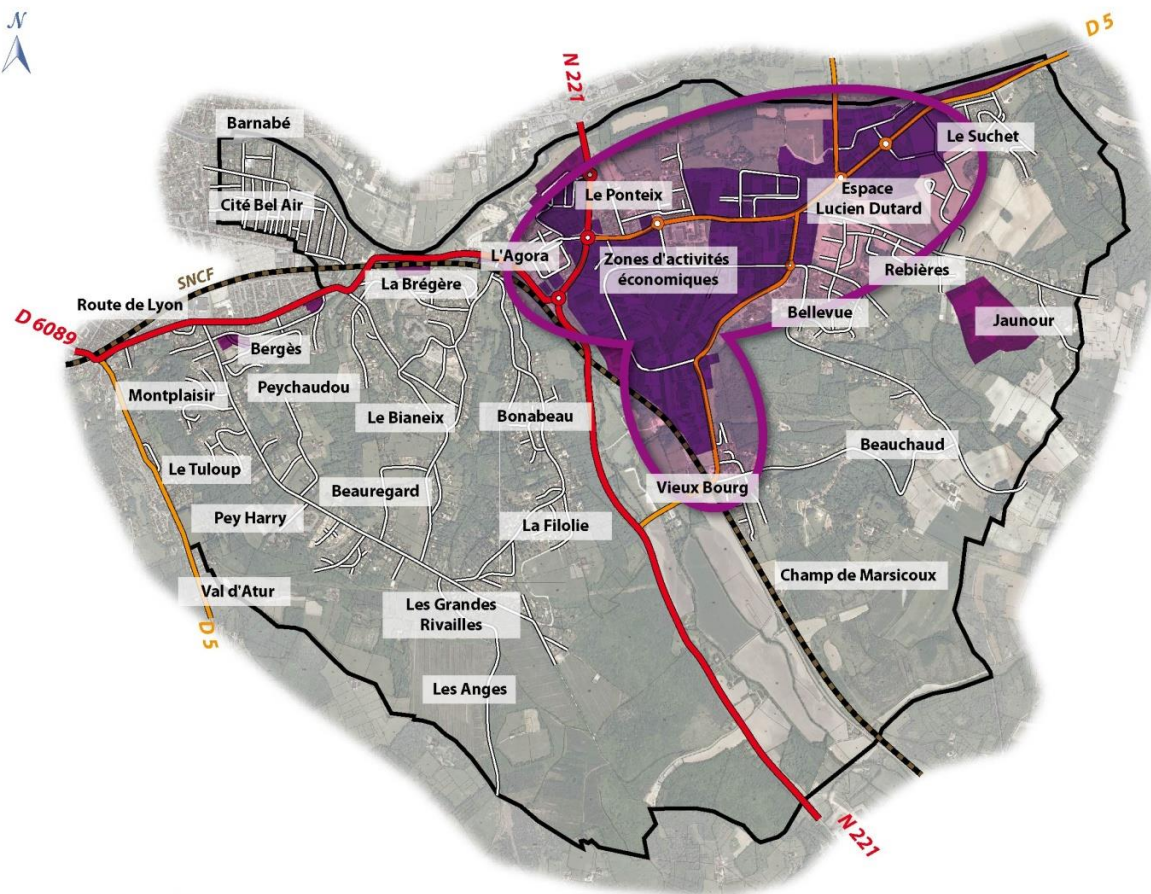 N
N 221
D 5
Barnabé
Le Suchet
Cité Bel Air
Le Ponteix
Espace
Lucien Dutard
L'Agora
Zones d'activités
économiques
Rebières
SNCF
La Brégère
Route de Lyon
Bellevue
Jaunour
D 6089
Bergès
Peychaudou
Montplaisir
Le Bianeix
Bonabeau
Beauchaud
Le Tuloup
Beauregard
Vieux Bourg
Pey Harry
La Filolie
Champ de Marsicoux
Val d'Atur
Les Grandes
Rivailles
D 5
Les Anges
N 221